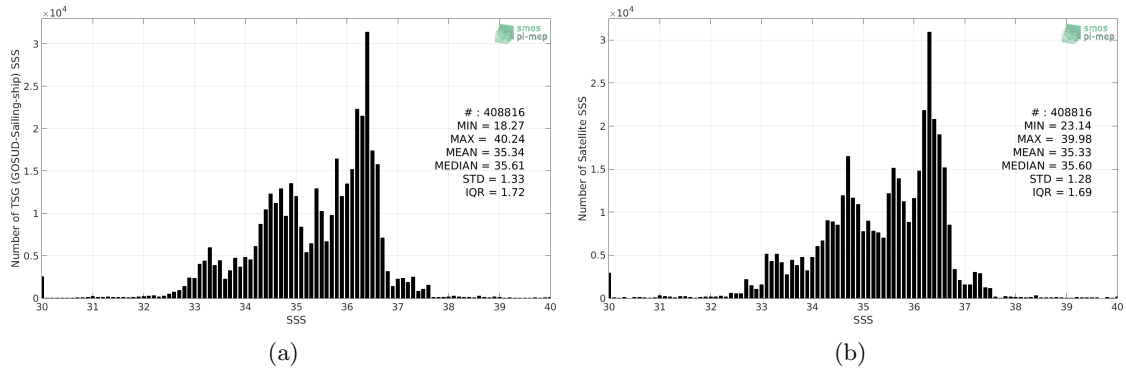 ×10⁴
smos
pi-mep
3
2.5
2
1.5
1
0.5
0
Number of TSG (GOSUD-Sailing-ship) SSS
# : 408816
MIN = 18.27
MAX = 40.24
MEAN = 35.34
MEDIAN = 35.61
STD = 1.33
IQR = 1.72
30 31 32 33 34 35 36 37 38 39 40
SSS
(a)
×10⁴
smos
pi-mep
3
2.5
2
1.5
1
0.5
0
Number of Satellite SSS
# : 408816
MIN = 23.14
MAX = 39.98
MEAN = 35.33
MEDIAN = 35.60
STD = 1.28
IQR = 1.69
30 31 32 33 34 35 36 37 38 39 40
SSS
(b)